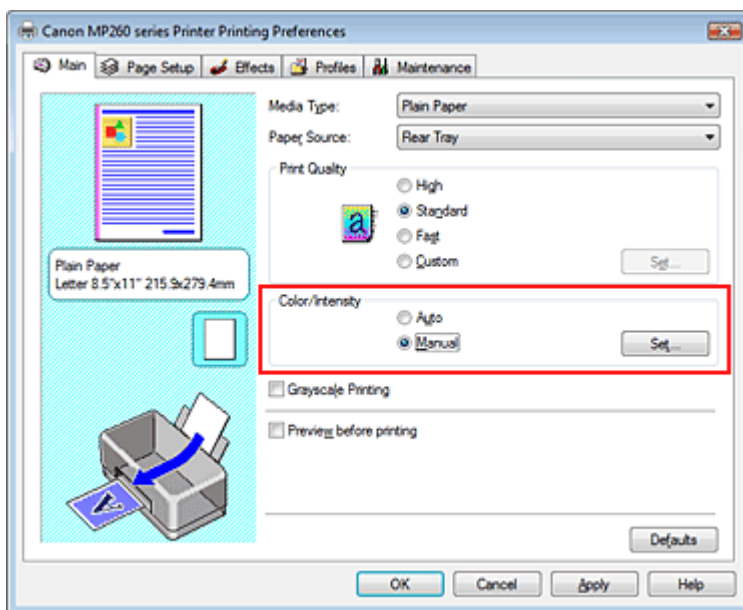 Canon MP260 series Printer Printing Preferences
Main
Page Setup
Effects
Profiles
Maintenance
Media Type:
Plain Paper
Paper Source:
Rear Tray
Print Quality
High
Standard
Fast
Custom
Set...
Plain Paper
Letter 8.5"x11" 215.9x279.4mm
Color/Intensity
Auto
Manual
Set...
Grayscale Printing
Preview before printing
Defaults
OK
Cancel
Apply
Help